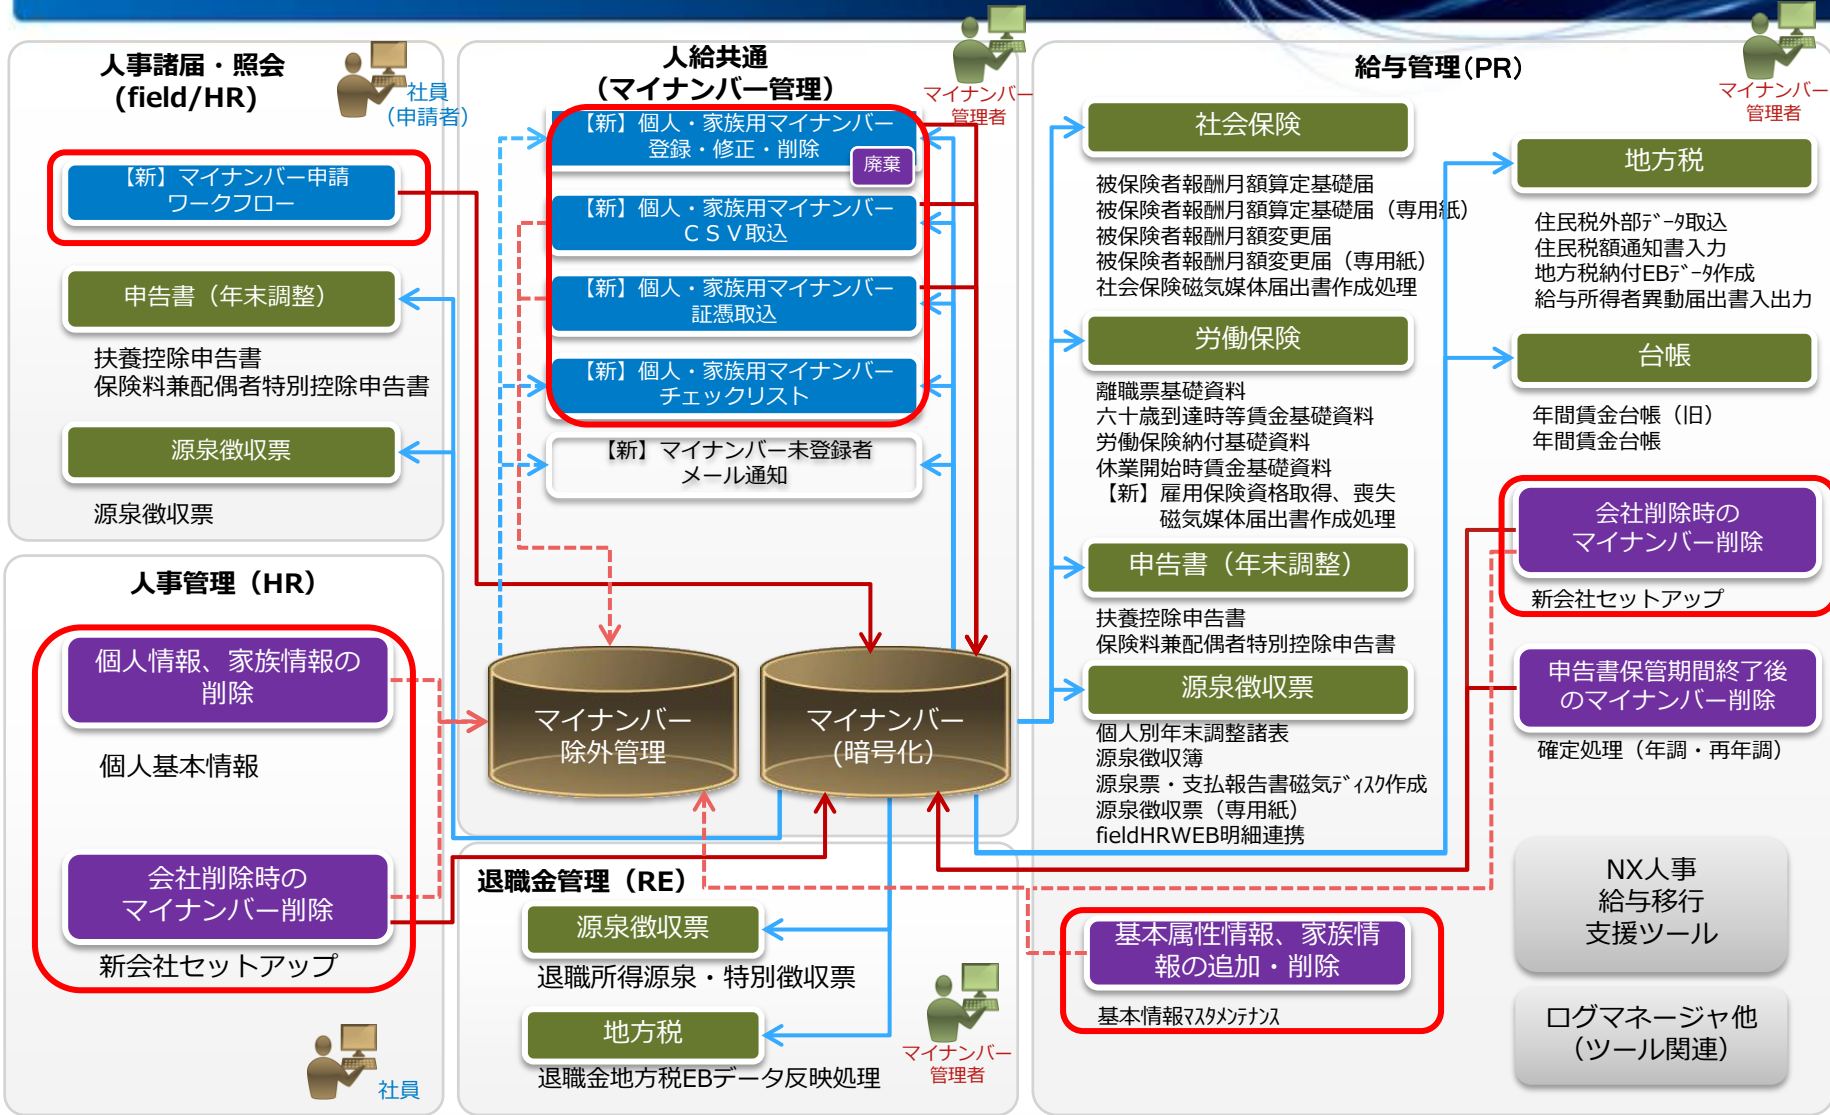 人事諸届・照会
(field/HR)
社員
（申請者）
【新】マイナンバー申請
ワークフロー
申告書（年末調整）
扶養控除申告書
保険料兼配偶者特別控除申告書
源泉徴収票
源泉徴収票
人事管理（HR）
個人情報、家族情報の
削除
個人基本情報
会社削除時の
マイナンバー削除
新会社セットアップ
社員
人給共通
（マイナンバー管理）
マイナンバー
管理者
【新】個人・家族用マイナンバー
登録・修正・削除
廃棄
【新】個人・家族用マイナンバー
ＣＳＶ取込
【新】個人・家族用マイナンバー
証憑取込
【新】個人・家族用マイナンバー
チェックリスト
【新】マイナンバー未登録者
メール通知
マイナンバー
除外管理
マイナンバー
(暗号化）
退職金管理（RE）
源泉徴収票
退職所得源泉・特別徴収票
地方税
退職金地方税EBデータ反映処理
マイナンバー
管理者
給与管理(PR)
マイナンバー
管理者
社会保険
被保険者報酬月額算定基礎届
被保険者報酬月額算定基礎届（専用紙）
被保険者報酬月額変更届
被保険者報酬月額変更届（専用紙）
社会保険磁気媒体届出書作成処理
労働保険
離職票基礎資料
六十歳到達時等賃金基礎資料
労働保険納付基礎資料
休業開始時賃金基礎資料
【新】雇用保険資格取得、喪失
磁気媒体届出書作成処理
申告書（年末調整）
扶養控除申告書
保険料兼配偶者特別控除申告書
源泉徴収票
個人別年末調整諸表
源泉徴収簿
源泉票・支払報告書磁気ﾃﾞｨｽｸ作成
源泉徴収票（専用紙）
fieldHRWEB明細連携
基本属性情報、家族情
報の追加・削除
基本情報ﾏｽﾀﾒﾝﾃﾅﾝｽ
地方税
住民税外部ﾃﾞｰﾀ取込
住民税額通知書入力
地方税納付EBﾃﾞｰﾀ作成
給与所得者異動届出書入出力
台帳
年間賃金台帳（旧）
年間賃金台帳
会社削除時の
マイナンバー削除
新会社セットアップ
申告書保管期間終了後
のマイナンバー削除
確定処理（年調・再年調）
NX人事
給与移行
支援ツール
ログマネージャ他
（ツール関連）